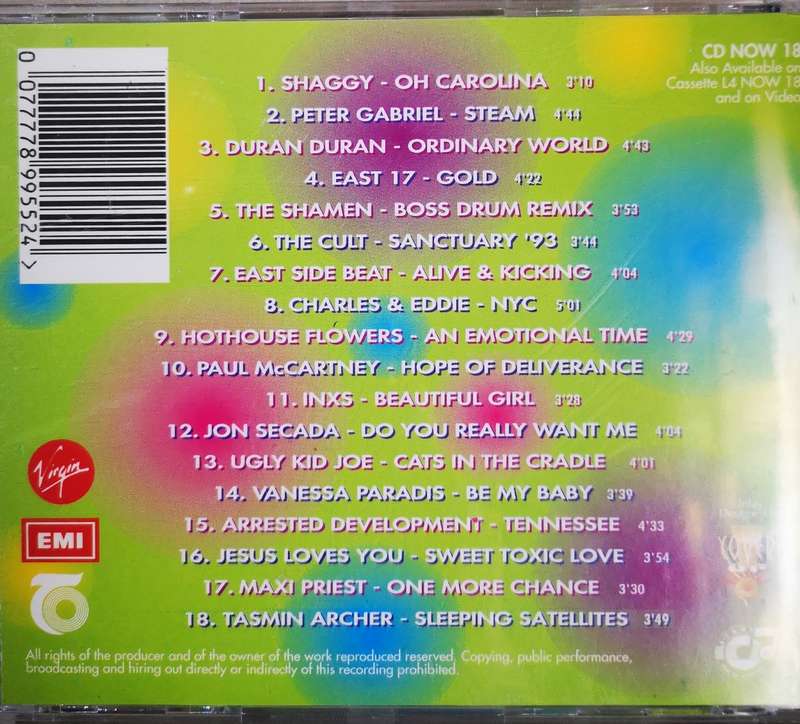 CD NOW 18
Also Available on
Cassette L4 NOW 18
and on Video
0 077778 995524 >
1. SHAGGY - OH CAROLINA 3'10
2. PETER GABRIEL - STEAM 4'44
3. DURAN DURAN - ORDINARY WORLD 4'43
4. EAST 17 - GOLD 4'22
5. THE SHAMEN - BOSS DRUM REMIX 3'53
6. THE CULT - SANCTUARY '93 3'44
7. EAST SIDE BEAT - ALIVE & KICKING 4'04
8. CHARLES & EDDIE - NYC 5'01
9. HOTHOUSE FLOWERS - AN EMOTIONAL TIME 4'29
10. PAUL McCARTNEY - HOPE OF DELIVERANCE 3'22
11. INXS - BEAUTIFUL GIRL 3'28
12. JON SECADA - DO YOU REALLY WANT ME 4'04
13. UGLY KID JOE - CATS IN THE CRADLE 4'01
14. VANESSA PARADIS - BE MY BABY 3'39
15. ARRESTED DEVELOPMENT - TENNESSEE 4'33
16. JESUS LOVES YOU - SWEET TOXIC LOVE 3'54
17. MAXI PRIEST - ONE MORE CHANCE 3'30
18. TASMIN ARCHER - SLEEPING SATELLITES 3'49
Virgin
EMI
All rights of the producer and of the owner of the work reproduced reserved. Copying, public performance,
broadcasting and hiring out directly or indirectly of this recording prohibited.